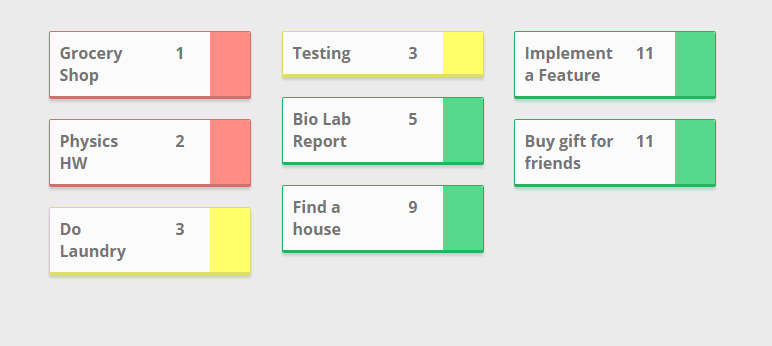 Grocery 1
Shop
Physics 2
HW
Do 3
Laundry
Testing 3
Bio Lab 5
Report
Find a 9
house
Implement 11
a Feature
Buy gift for 11
friends